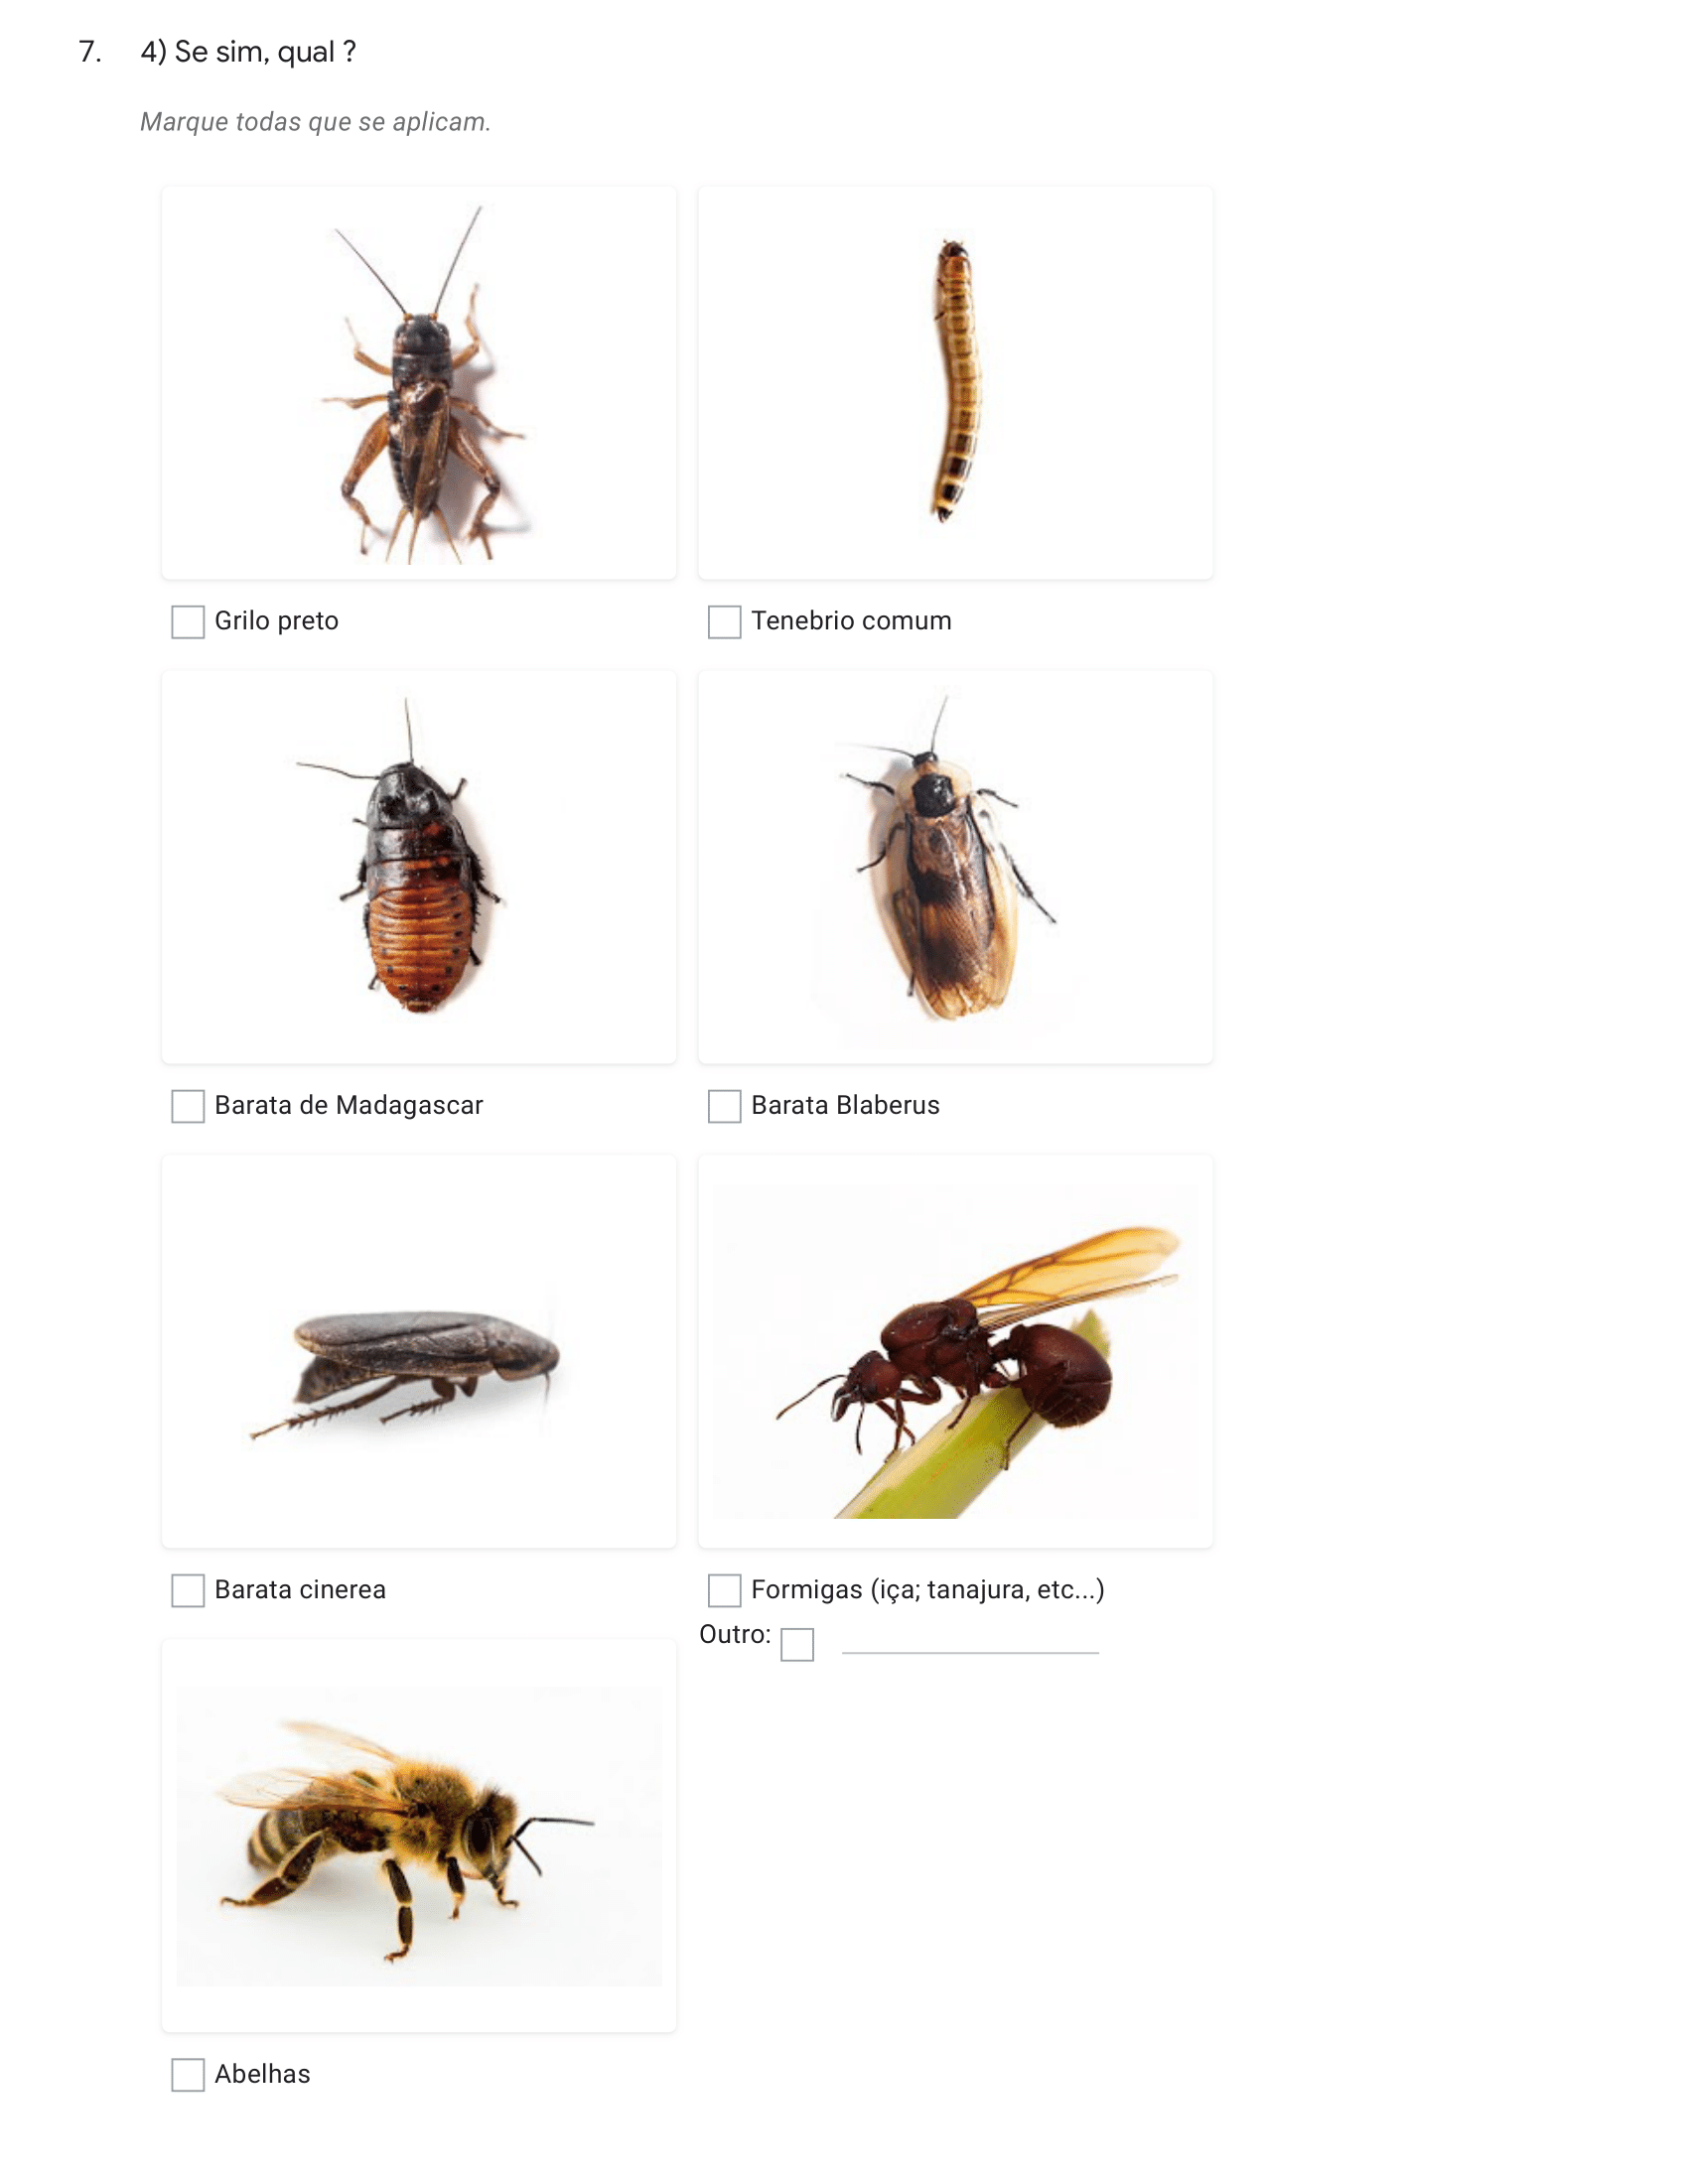 7. 4) Se sim, qual ?
Marque todas que se aplicam.
Grilo preto
Tenebrio comum
Barata de Madagascar
Barata Blaberus
Barata cinerea
Formigas (iça; tanajura, etc...)
Outro:
Abelhas